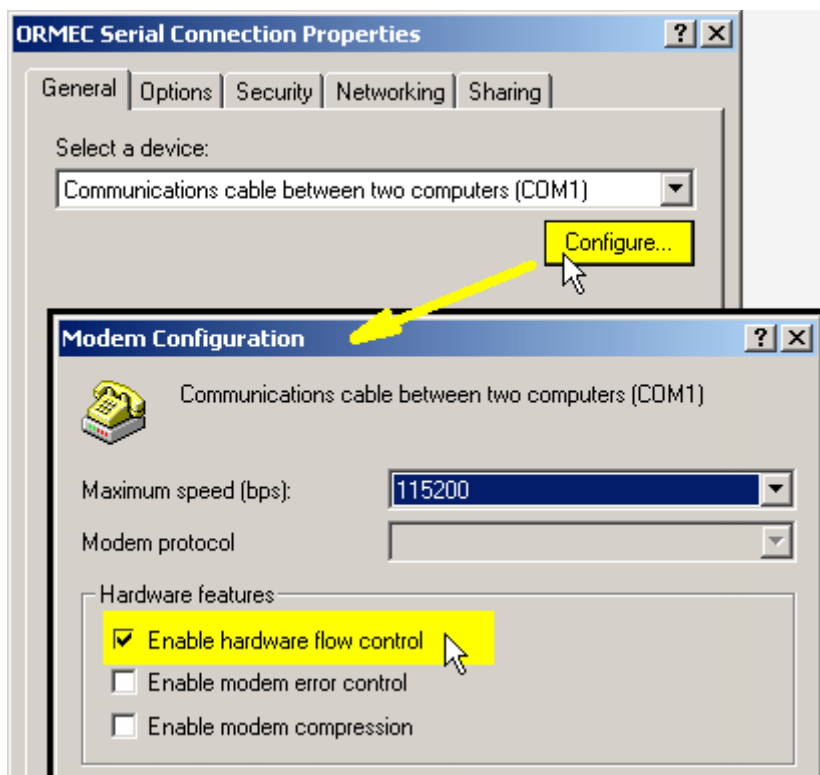 ORMEC Serial Connection Properties
General Options Security Networking Sharing
Select a device:
Communications cable between two computers (COM1)
Configure...
Modem Configuration
Communications cable between two computers (COM1)
Maximum speed (bps): 115200
Modem protocol
Hardware features
Enable hardware flow control
Enable modem error control
Enable modem compression